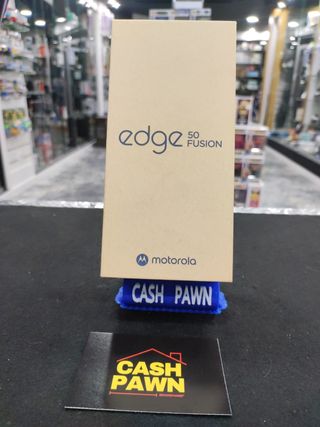 edge 50 FUSION
motorola
CASH PAWN
CASH
PAWN